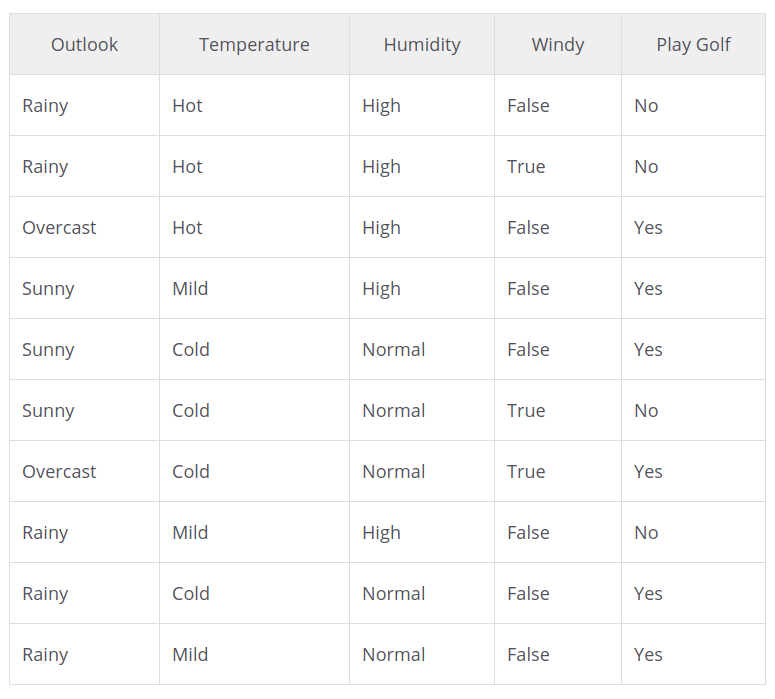 Outlook Temperature Humidity Windy Play Golf
Rainy Hot High False No
Rainy Hot High True No
Overcast Hot High False Yes
Sunny Mild High False Yes
Sunny Cold Normal False Yes
Sunny Cold Normal True No
Overcast Cold Normal True Yes
Rainy Mild High False No
Rainy Cold Normal False Yes
Rainy Mild Normal False Yes